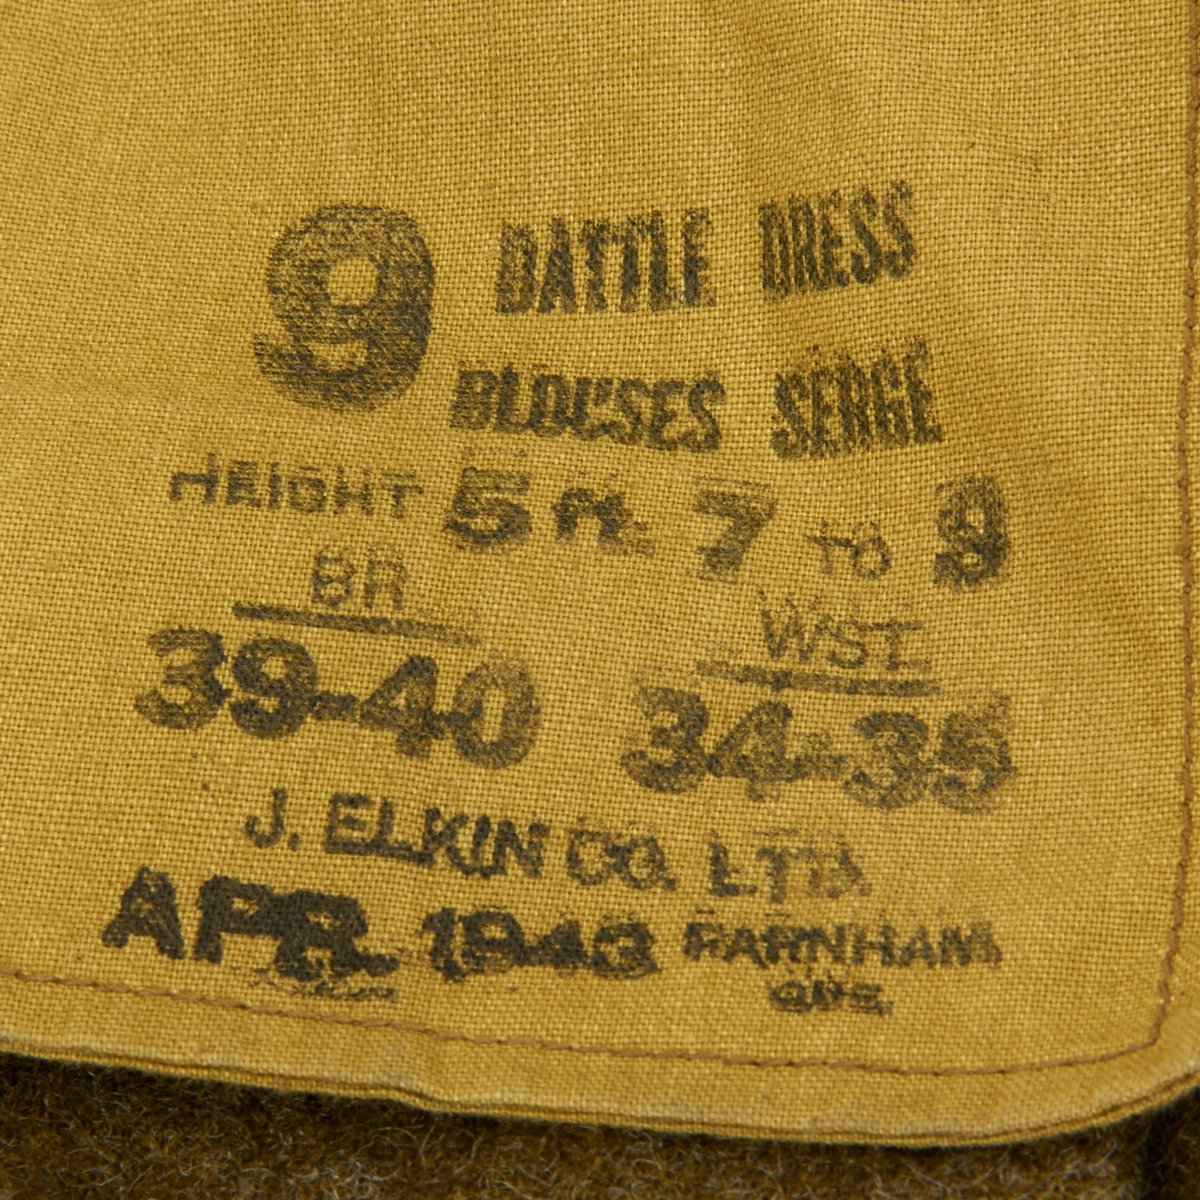 9 BATTLE DRESS
BLOUSES SERGE
HEIGHT 5 ft. 7 to 8
BR. WST.
39-40 34-35
J. ELKIN CO. LTD.
APR. 1943 FARNHAM